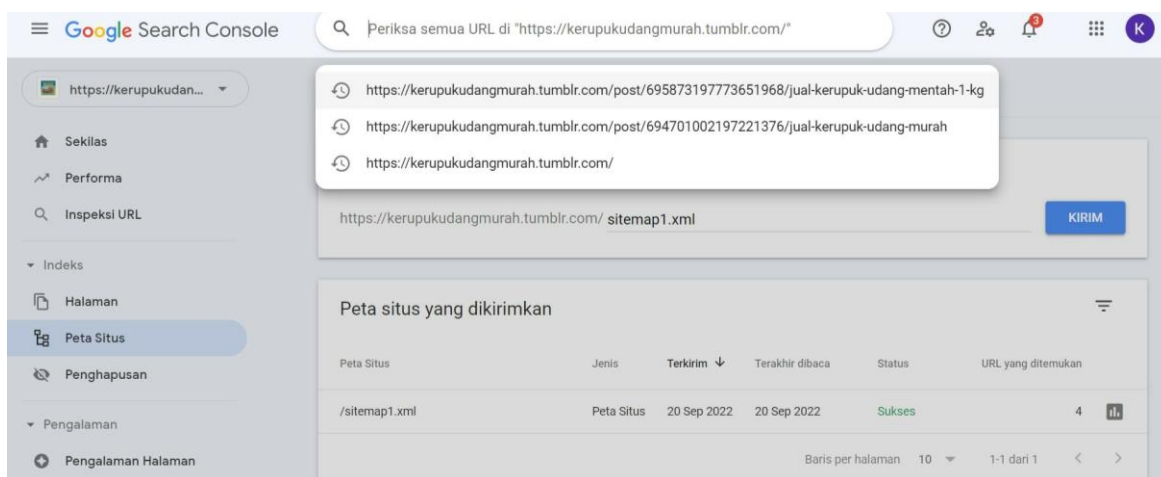 Google Search Console
Periksa semua URL di "https://kerupukudangmurah.tumblr.com/"
3
K
https://kerupukudan...
https://kerupukudangmurah.tumblr.com/post/695873197773651968/jual-kerupuk-udang-mentah-1-kg
https://kerupukudangmurah.tumblr.com/post/694701002197221376/jual-kerupuk-udang-murah
https://kerupukudangmurah.tumblr.com/
Sekilas
Performa
Inspeksi URL
Indeks
Halaman
Peta Situs
Penghapusan
Pengalaman
Pengalaman Halaman
https://kerupukudangmurah.tumblr.com/ sitemap1.xml
KIRIM
Peta situs yang dikirimkan
Peta Situs Jenis Terkirim Terakhir dibaca Status URL yang ditemukan
/sitemap1.xml Peta Situs 20 Sep 2022 20 Sep 2022 Sukses 4
Baris per halaman 10 1-1 dari 1